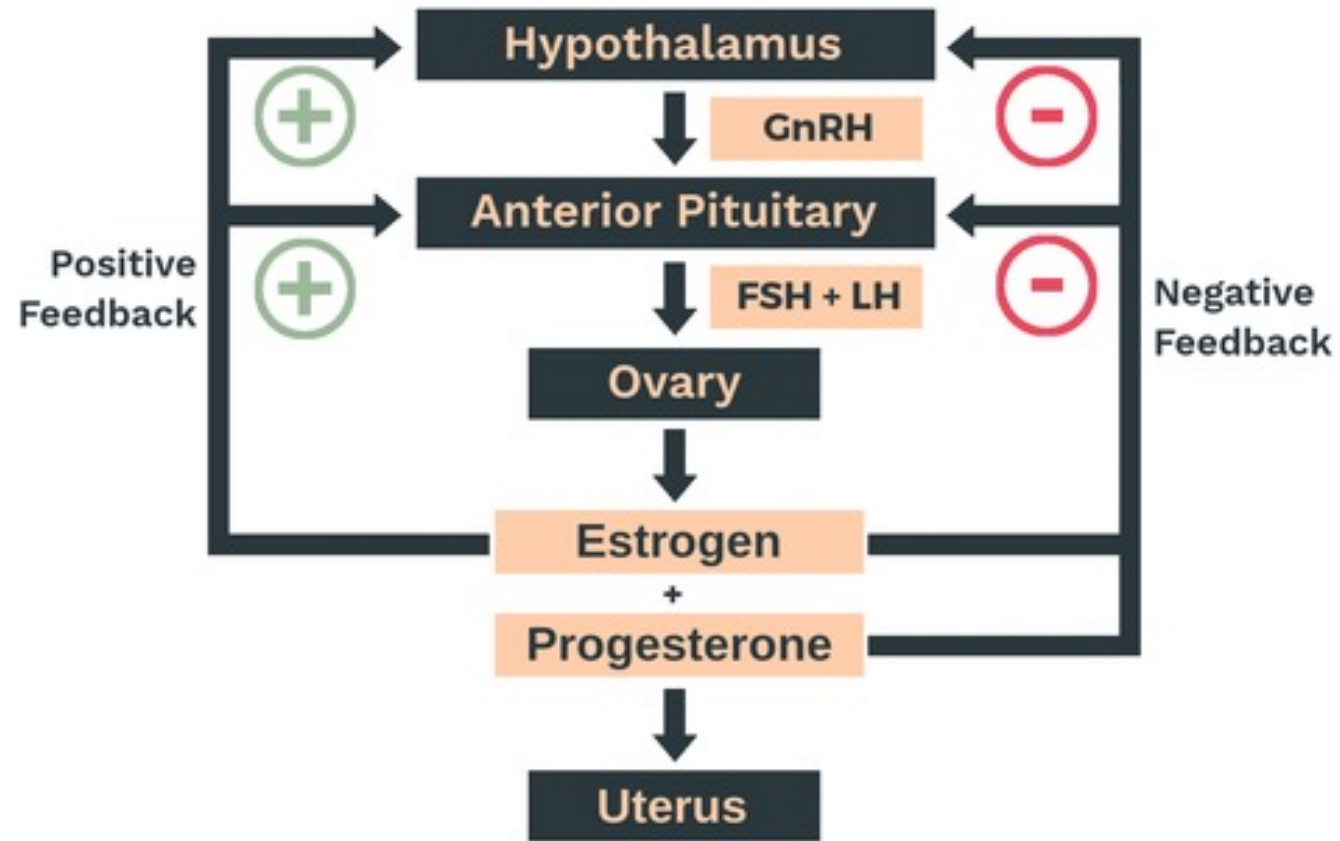 Hypothalamus
+
-
GnRH
Anterior Pituitary
+
-
Positive
Feedback
FSH + LH
Negative
Feedback
Ovary
Estrogen
+
Progesterone
Uterus